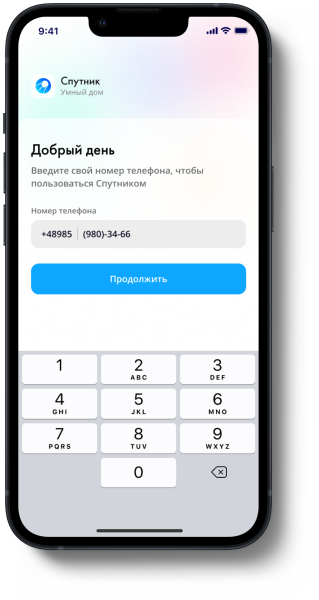 9:41
Спутник
Умный дом
Добрый день
Введите свой номер телефона, чтобы
пользоваться Спутником
Номер телефона
+48985 (980)-34-66
Продолжить
1 2 3
ABC DEF
4 5 6
GHI JKL MNO
7 8 9
PQRS TUV WXYZ
0